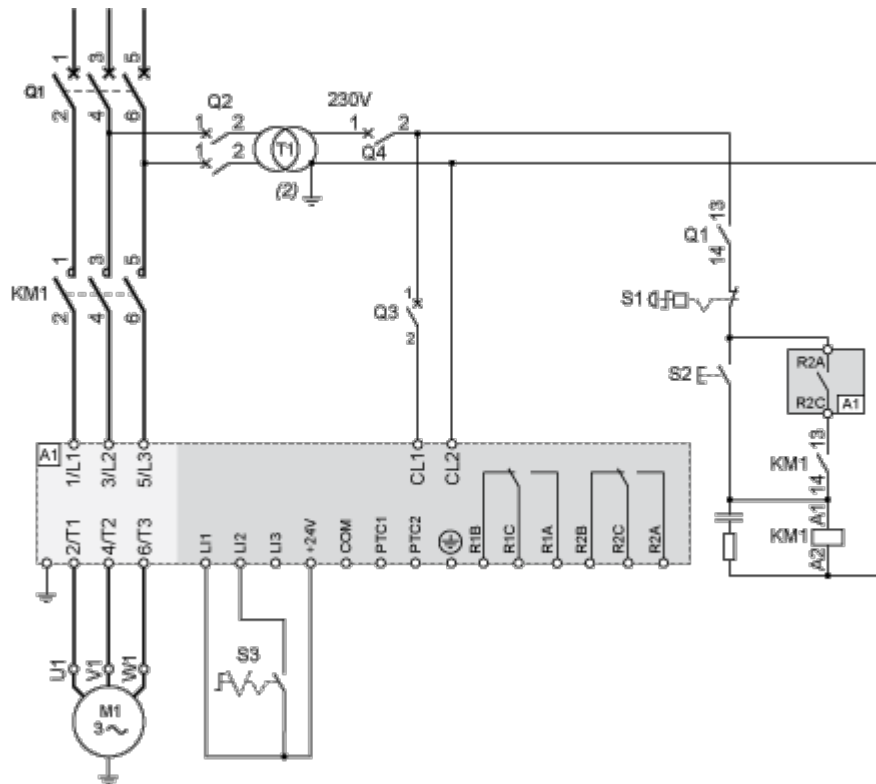 1 3 5
Q1
2 4 6
Q2
1 2
1 2
T1
(2)
230V
1 2
Q4
13
Q1
14
1 3 5
KM1
2 4 6
1
Q3
2
S1
S2
R2A
R2C
A1
13
KM1
14
A1
KM1
A2
A1
1/L1 3/L2 5/L3
CL1 CL2
2/T1 4/T2 6/T3
LI1 LI2 LI3 +24V COM PTC1 PTC2 R1B R1C R1A R2B R2C R2A
S3
U1 V1 W1
M1
3~